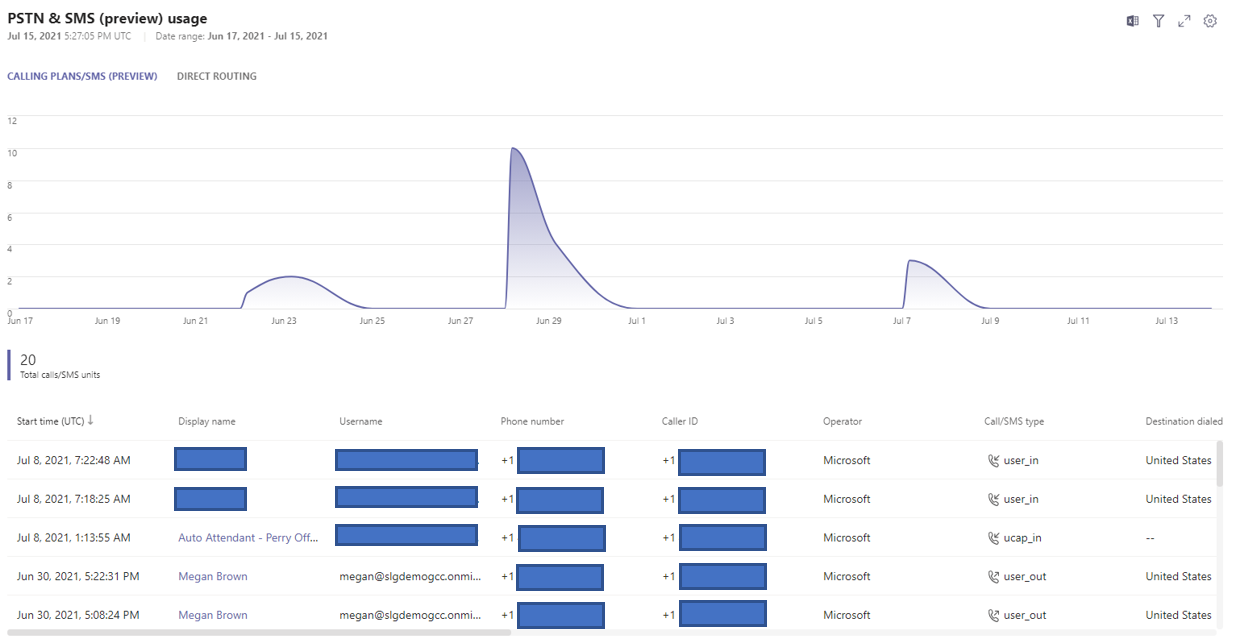 PSTN & SMS (preview) usage
Jul 15, 2021 5:27:05 PM UTC | Date range: Jun 17, 2021 - Jul 15, 2021
CALLING PLANS/SMS (PREVIEW) DIRECT ROUTING
12
10
8
6
4
2
0
Jun 17 Jun 19 Jun 21 Jun 23 Jun 25 Jun 27 Jun 29 Jul 1 Jul 3 Jul 5 Jul 7 Jul 9 Jul 11 Jul 13
20
Total calls/SMS units
Start time (UTC) ↓ Display name Username Phone number Caller ID Operator Call/SMS type Destination dialed
Jul 8, 2021, 7:22:48 AM +1 +1 Microsoft user_in United States
Jul 8, 2021, 7:18:25 AM +1 +1 Microsoft user_in United States
Jul 8, 2021, 1:13:55 AM Auto Attendant - Perry Off... +1 +1 Microsoft ucap_in --
Jun 30, 2021, 5:22:31 PM Megan Brown megan@slgdemogcc.onmi... +1 +1 Microsoft user_out United States
Jun 30, 2021, 5:08:24 PM Megan Brown megan@slgdemogcc.onmi... +1 +1 Microsoft user_out United States